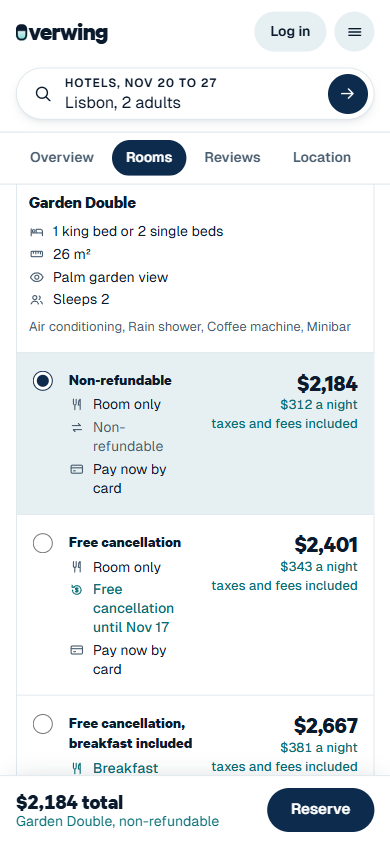 Overwing
Log in
HOTELS, NOV 20 TO 27
Lisbon, 2 adults
Overview
Rooms
Reviews
Location
Garden Double
1 king bed or 2 single beds
26 m²
Palm garden view
Sleeps 2
Air conditioning, Rain shower, Coffee machine, Minibar
Non-refundable
$2,184
Room only
$312 a night
taxes and fees included
Non-
refundable
Pay now by
card
Free cancellation
$2,401
Room only
$343 a night
taxes and fees included
Free
cancellation
until Nov 17
Pay now by
card
Free cancellation,
breakfast included
$2,667
$381 a night
Breakfast
taxes and fees included
$2,184 total
Garden Double, non-refundable
Reserve